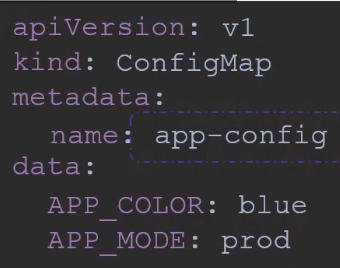 apiVersion: v1
kind: ConfigMap
metadata:
  name: app-config
data:
  APP_COLOR: blue
  APP_MODE: prod